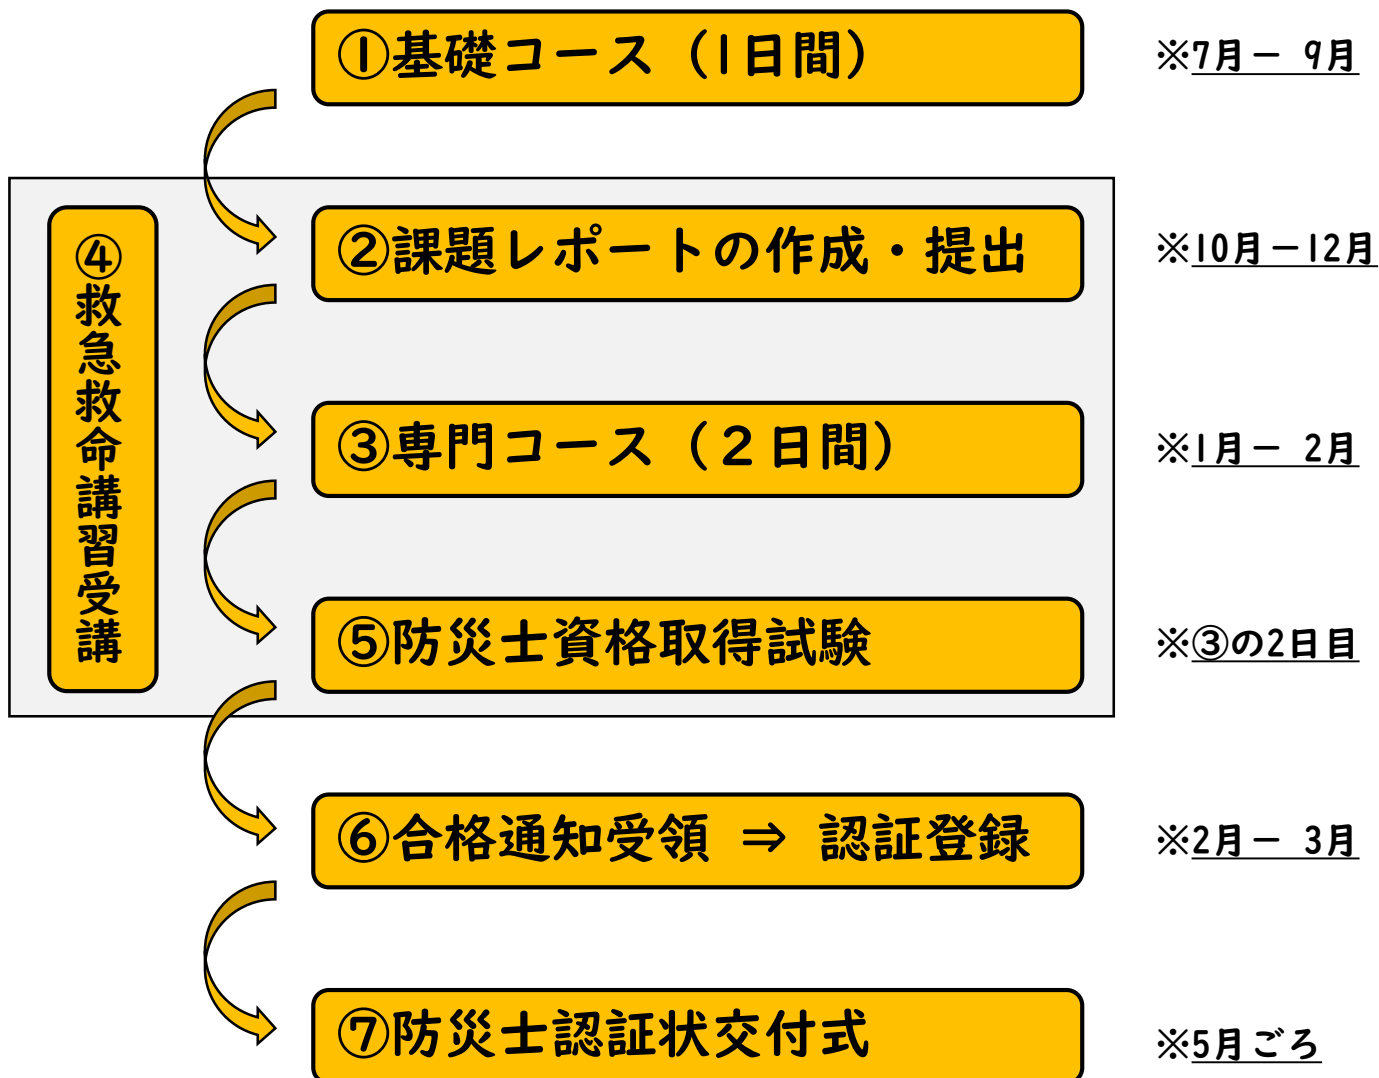 ①基礎コース（1日間）
※7月－ 9月
②課題レポートの作成・提出
※10月－12月
③専門コース（２日間）
※1月－ 2月
④救急救命講習受講
⑤防災士資格取得試験
※③の2日目
⑥合格通知受領 ⇒ 認証登録
※2月－ 3月
⑦防災士認証状交付式
※5月ごろ